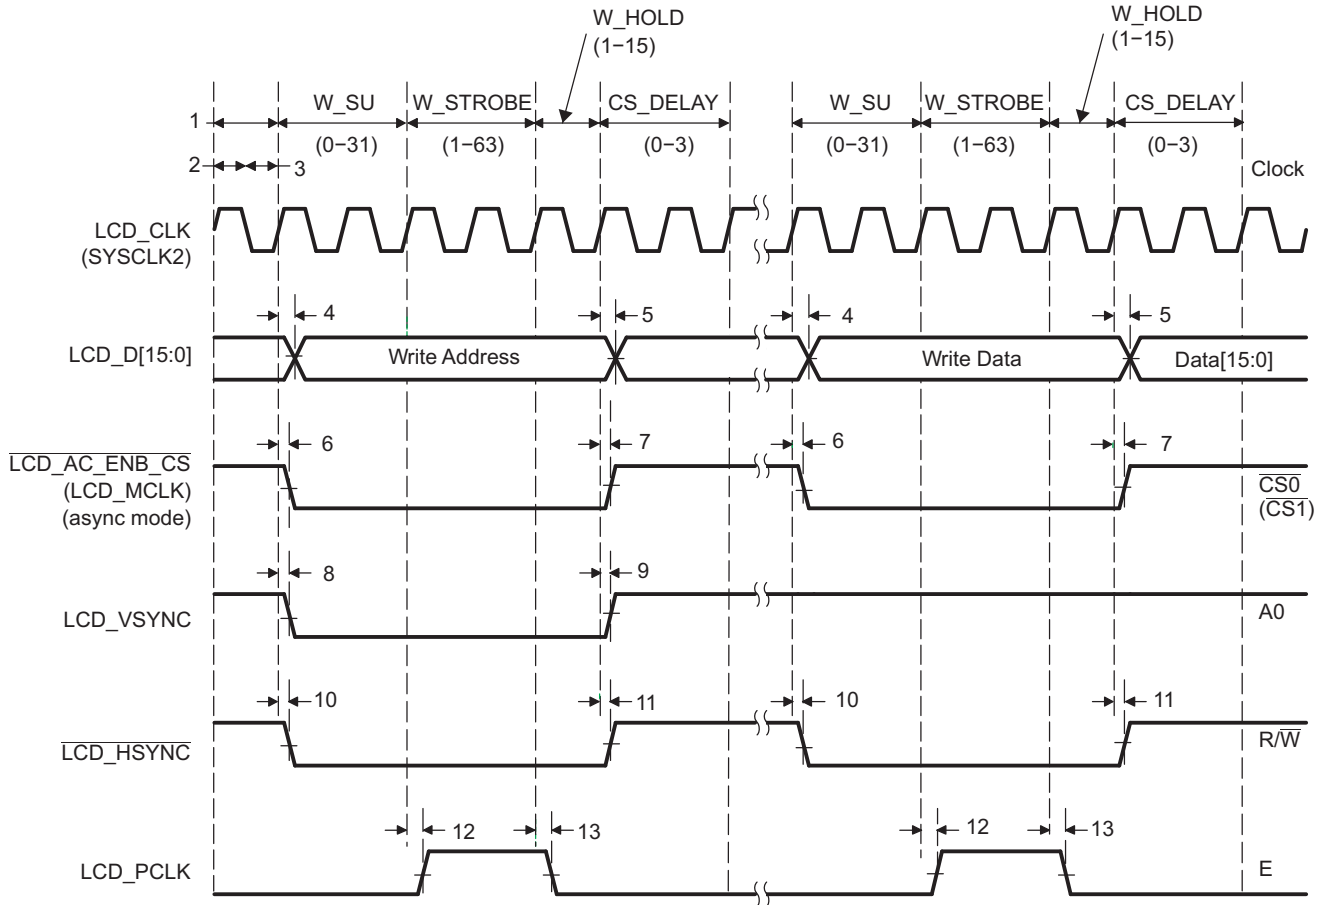 W_HOLD
(1−15)
W_HOLD
(1−15)
1
W_SU
W_STROBE
CS_DELAY
W_SU
W_STROBE
CS_DELAY
(0−31)
(1−63)
(0−3)
(0−31)
(1−63)
(0−3)
2
3
Clock
LCD_CLK
(SYSCLK2)
4
5
4
5
LCD_D[15:0]
Write Address
Write Data
Data[15:0]
6
7
6
7
LCD_AC_ENB_CS
(LCD_MCLK)
(async mode)
CS0
(CS1)
8
9
LCD_VSYNC
A0
10
11
10
11
LCD_HSYNC
R/W
12
13
12
13
LCD_PCLK
E